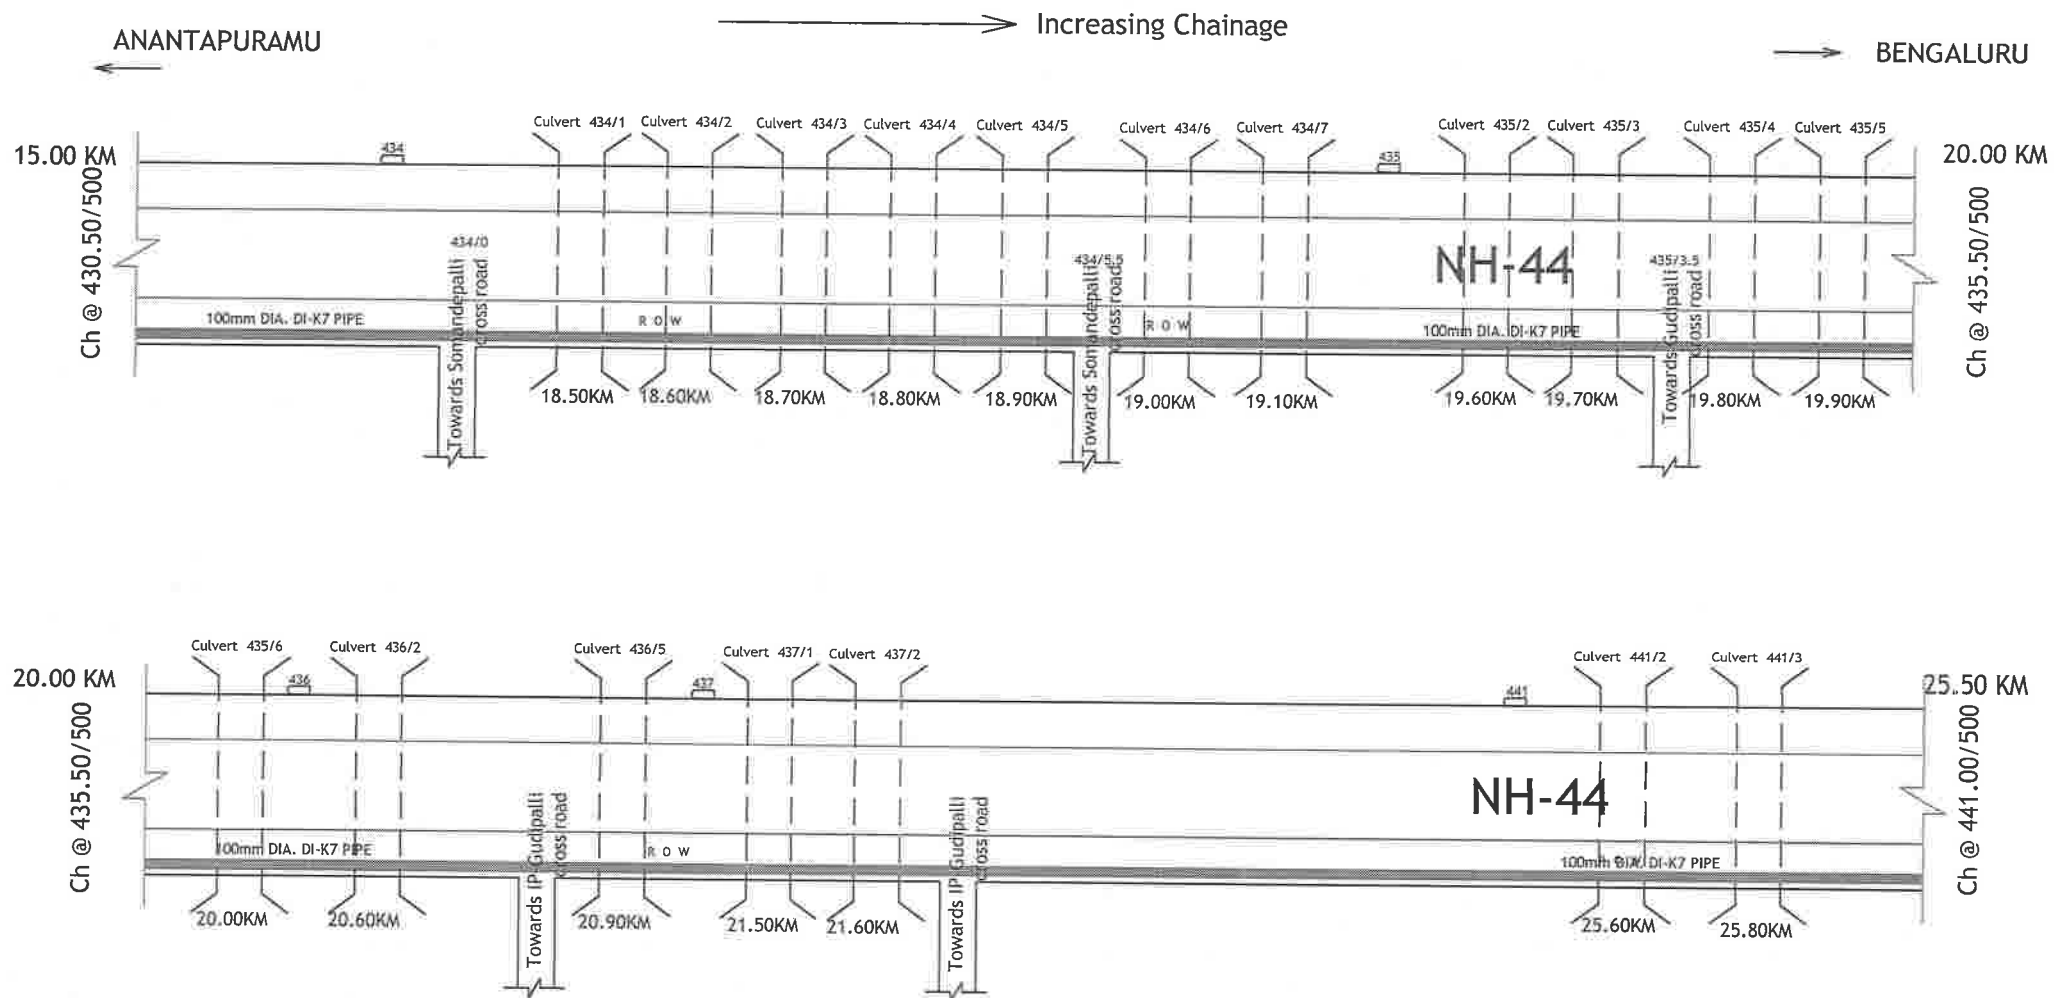 Increasing Chainage
ANANTAPURAMU
BENGALURU
Culvert 434/1
Culvert 434/2
Culvert 434/3
Culvert 434/4
Culvert 434/5
Culvert 434/6
Culvert 434/7
Culvert 435/2
Culvert 435/3
Culvert 435/4
Culvert 435/5
15.00 KM
434
435
20.00 KM
Ch @ 430.50/500
434/0
Towards Somandepalli
cross road
434/5.5
Towards Somandepalli
cross road
NH-44
435/3.5
Towards Gudipalli
cross road
Ch @ 435.50/500
100mm DIA. DI-K7 PIPE
R O W
R O W
100mm DIA. DI-K7 PIPE
18.50KM
18.60KM
18.70KM
18.80KM
18.90KM
19.00KM
19.10KM
19.60KM
19.70KM
19.80KM
19.90KM
Culvert 435/6
Culvert 436/2
Culvert 436/5
Culvert 437/1
Culvert 437/2
Culvert 441/2
Culvert 441/3
20.00 KM
436
437
441
25.50 KM
Ch @ 435.50/500
Towards IP Gudipalli
cross road
Towards IP Gudipalli
cross road
NH-44
Ch @ 441.00/500
100mm DIA. DI-K7 PIPE
R O W
100mm DIA. DI-K7 PIPE
20.00KM
20.60KM
20.90KM
21.50KM
21.60KM
25.60KM
25.80KM